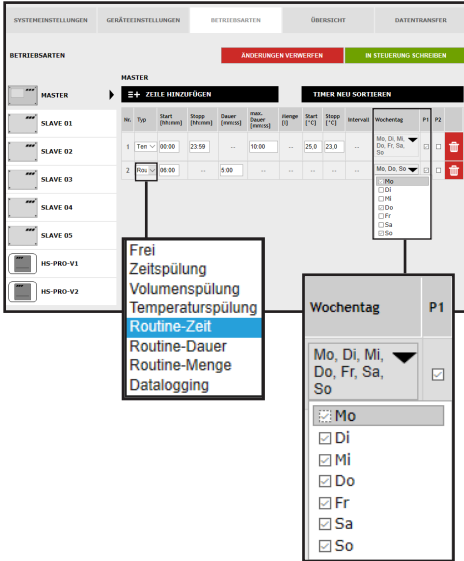 SYSTEMEINSTELLUNGEN GERÄTEEINSTELLUNGEN BETRIEBSARTEN ÜBERSICHT DATENTRANSFER
BETRIEBSARTEN ÄNDERUNGEN VERWERFEN IN STEUERUNG SCHREIBEN
MASTER
MASTER
SLAVE 01
SLAVE 02
SLAVE 03
SLAVE 04
SLAVE 05
HS-PRO-V1
HS-PRO-V2
ZEILE HINZUFÜGEN TIMER NEU SORTIEREN
Nr. Typ Start [hh:mm] Stopp [hh:mm] Dauer [mm:ss] max. Dauer [mm:ss] [l] Start [°C] Stopp [°C] Intervall Wochentag P1 P2
1 Ten 00:00 23:59 -- 10:00 -- 25,0 23,0 -- Mo, Di, Mi, Do, Fr, Sa, So
2 Rou 06:00 -- 5:00 -- -- -- -- -- Mo, Do, So
Mo
Di
Mi
Do
Fr
Sa
So
Frei
Zeitspülung
Volumenspülung
Temperaturspülung
Routine-Zeit
Routine-Dauer
Routine-Menge
Datalogging
Wochentag P1
Mo, Di, Mi,
Do, Fr, Sa,
So
Mo
Di
Mi
Do
Fr
Sa
So